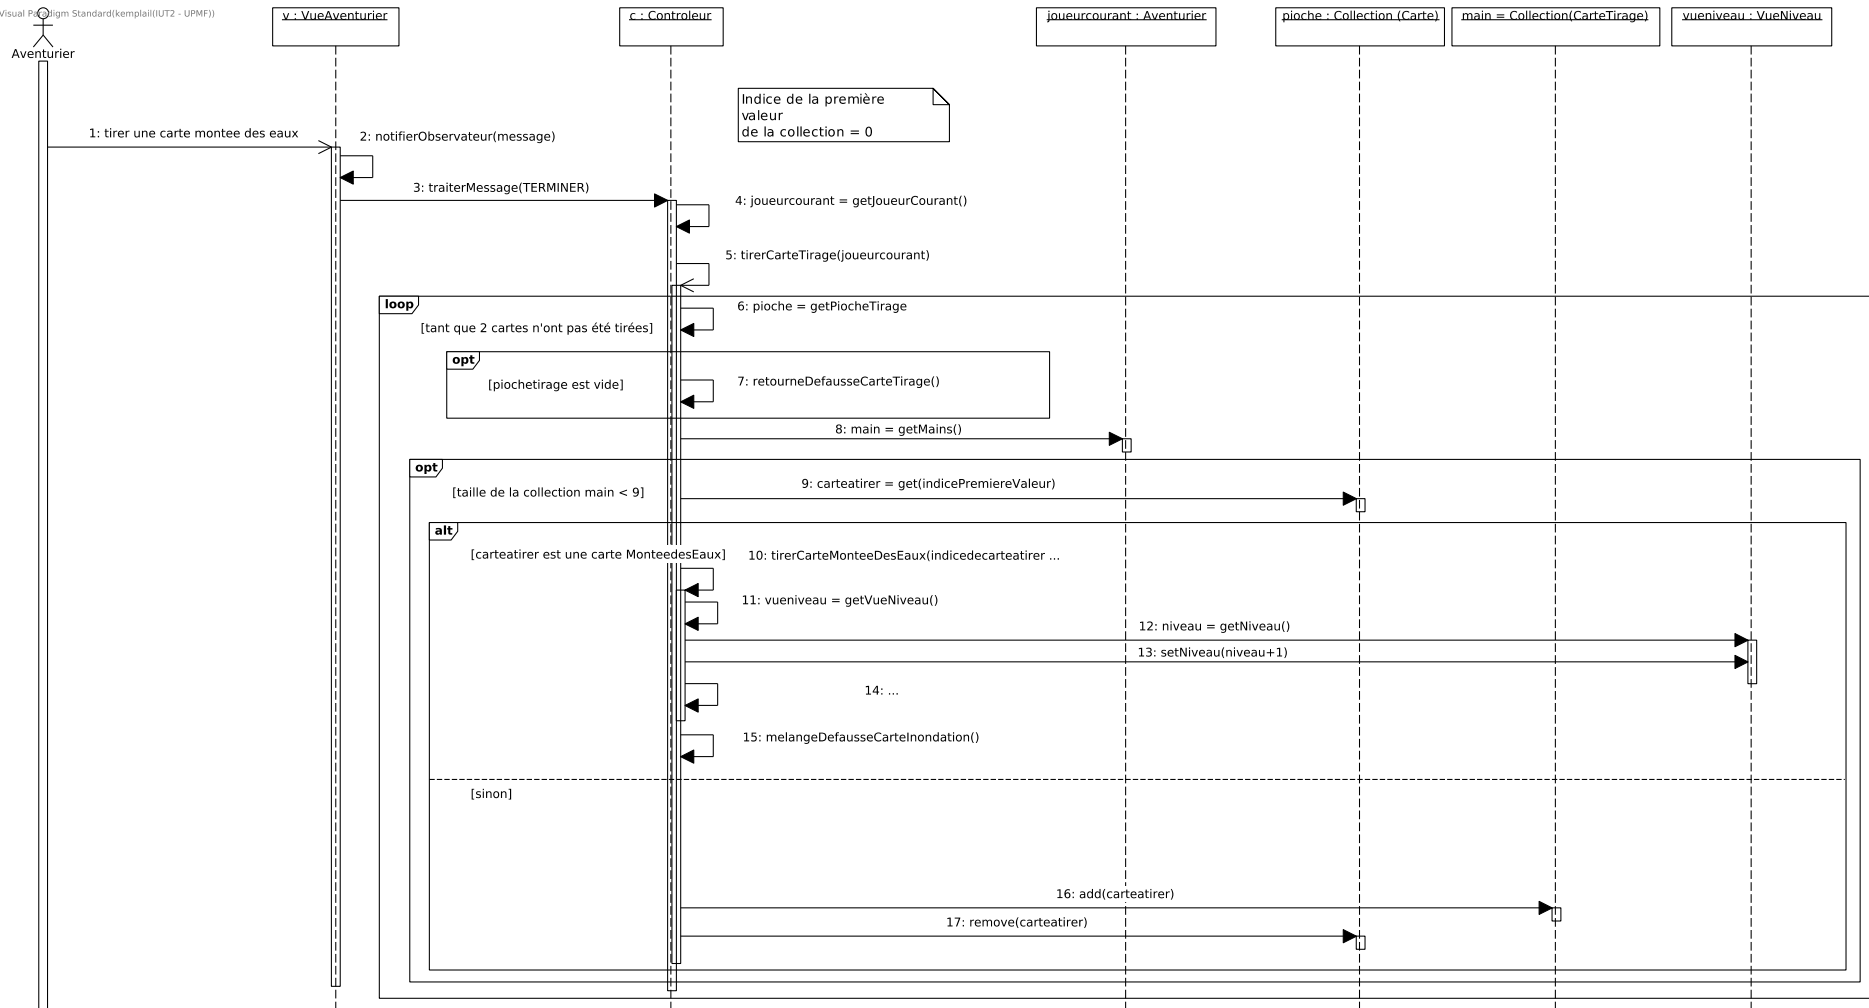 Visual Paradigm Standard(kemplail(IUT2 - UPMF))
Aventurier
v : VueAventurier
c : Controleur
joueurcourant : Aventurier
pioche : Collection (Carte)
main = Collection(CarteTirage)
vueniveau : VueNiveau
Indice de la première
valeur
de la collection = 0
1: tirer une carte montee des eaux
2: notifierObservateur(message)
3: traiterMessage(TERMINER)
4: joueurcourant = getJoueurCourant()
5: tirerCarteTirage(joueurcourant)
loop
6: pioche = getPiocheTirage
[tant que 2 cartes n'ont pas été tirées]
opt
[piochetirage est vide]
7: retourneDefausseCarteTirage()
8: main = getMains()
opt
[taille de la collection main < 9]
9: carteatirer = get(indicePremiereValeur)
alt
[carteatirer est une carte MonteedesEaux]
10: tirerCarteMonteeDesEaux(indicedecarteatirer ...
11: vueniveau = getVueNiveau()
12: niveau = getNiveau()
13: setNiveau(niveau+1)
14: ...
15: melangeDefausseCarteInondation()
[sinon]
16: add(carteatirer)
17: remove(carteatirer)